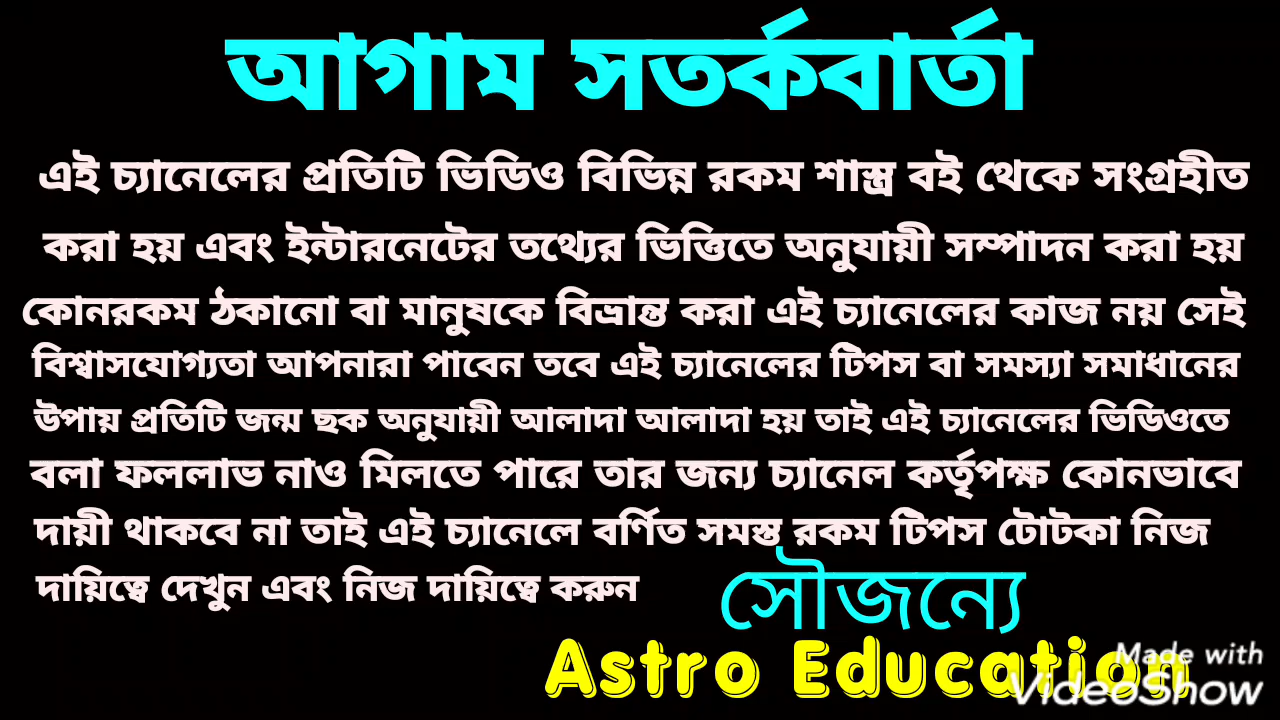 আগাম সতর্কবার্তা
এই চ্যানেলের প্রতিটি ভিডিও বিভিন্ন রকম শাস্ত্র বই থেকে সংগ্রহীত
করা হয় এবং ইন্টারনেটের তথ্যের ভিত্তিতে অনুযায়ী সম্পাদন করা হয়
কোনরকম ঠকানো বা মানুষকে বিভ্রান্ত করা এই চ্যানেলের কাজ নয় সেই
বিশ্বাসযোগ্যতা আপনারা পাবেন তবে এই চ্যানেলের টিপস বা সমস্যা সমাধানের
উপায় প্রতিটি জন্ম ছক অনুযায়ী আলাদা আলাদা হয় তাই এই চ্যানেলের ভিডিওতে
বলা ফললাভ নাও মিলতে পারে তার জন্য চ্যানেল কর্তৃপক্ষ কোনভাবে
দায়ী থাকবে না তাই এই চ্যানেলে বর্ণিত সমস্ত রকম টিপস টোটকা নিজ
দায়িত্বে দেখুন এবং নিজ দায়িত্বে করুন
সৌজন্যে
Astro Education
Made with
VideoShow